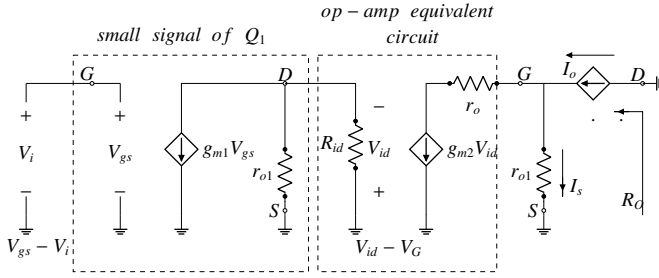 op − amp equivalent
circuit
small signal of Q1
G
D
G
Io
D
+
Vi
−
+
Vgs
−
gm1Vgs
ro1
S
Rid
−
Vid
+
gm2Vid
ro
ro1
S
Is
RO
Vgs − Vi
Vid − VG